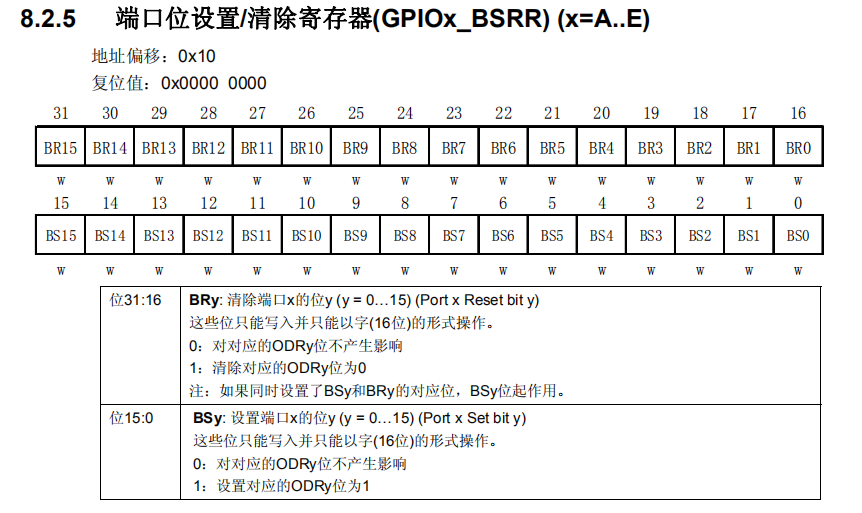 8.2.5 端口位设置/清除寄存器(GPIOx_BSRR) (x=A..E)
地址偏移：0x10
复位值：0x0000 0000
31 30 29 28 27 26 25 24 23 22 21 20 19 18 17 16
BR15 BR14 BR13 BR12 BR11 BR10 BR9 BR8 BR7 BR6 BR5 BR4 BR3 BR2 BR1 BR0
w w w w w w w w w w w w w w w w
15 14 13 12 11 10 9 8 7 6 5 4 3 2 1 0
BS15 BS14 BS13 BS12 BS11 BS10 BS9 BS8 BS7 BS6 BS5 BS4 BS3 BS2 BS1 BS0
w w w w w w w w w w w w w w w w
位31:16 BRy: 清除端口x的位y (y = 0…15) (Port x Reset bit y)
这些位只能写入并只能以字(16位)的形式操作。
0：对对应的ODRy位不产生影响
1：清除对应的ODRy位为0
注：如果同时设置了BSy和BRy的对应位，BSy位起作用。
位15:0 BSy: 设置端口x的位y (y = 0…15) (Port x Set bit y)
这些位只能写入并只能以字(16位)的形式操作。
0：对对应的ODRy位不产生影响
1：设置对应的ODRy位为1